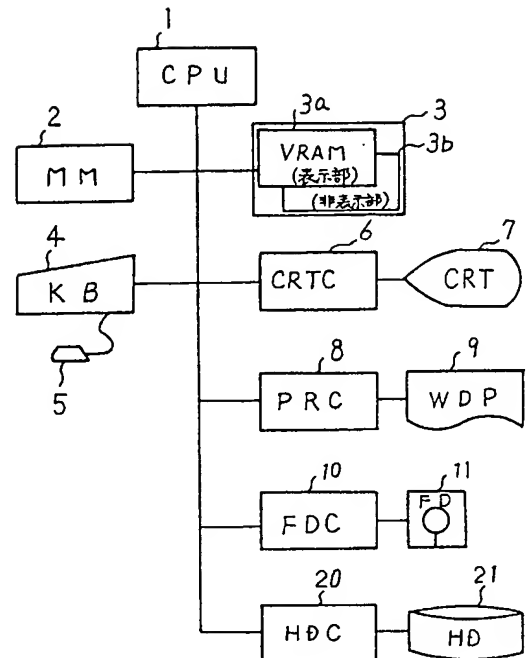 1
CPU
2
MM
3
3a
VRAM
(表示部)
3b
(非表示部)
4
KB
5
6
CRTC
7
CRT
8
PRC
9
WDP
10
FDC
11
FD
20
HDC
21
HD